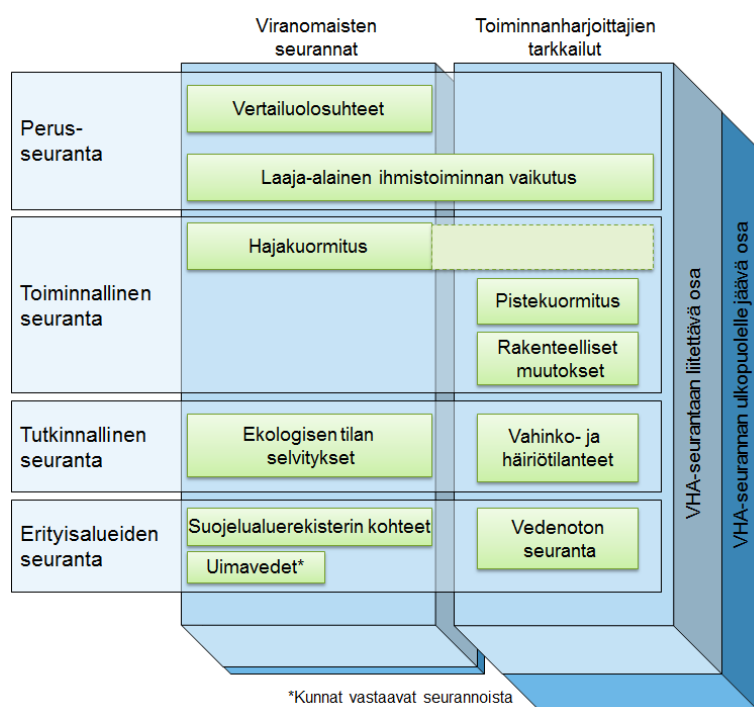 Viranomaisten
seurannat
Toiminnanharjoittajien
tarkkailut
Perus-
seuranta
Vertailuolosuhteet
Laaja-alainen ihmistoiminnan vaikutus
Toiminnallinen
seuranta
Hajakuormitus
Pistekuormitus
Rakenteelliset
muutokset
Tutkinnallinen
seuranta
Ekologisen tilan
selvitykset
Vahinko- ja
häiriötilanteet
Erityisalueiden
seuranta
Suojelualuerekisterin kohteet
Uimavedet*
Vedenoton
seuranta
VHA-seurantaan liitettävä osa
VHA-seurannan ulkopuolelle jäävä osa
*Kunnat vastaavat seurannoista